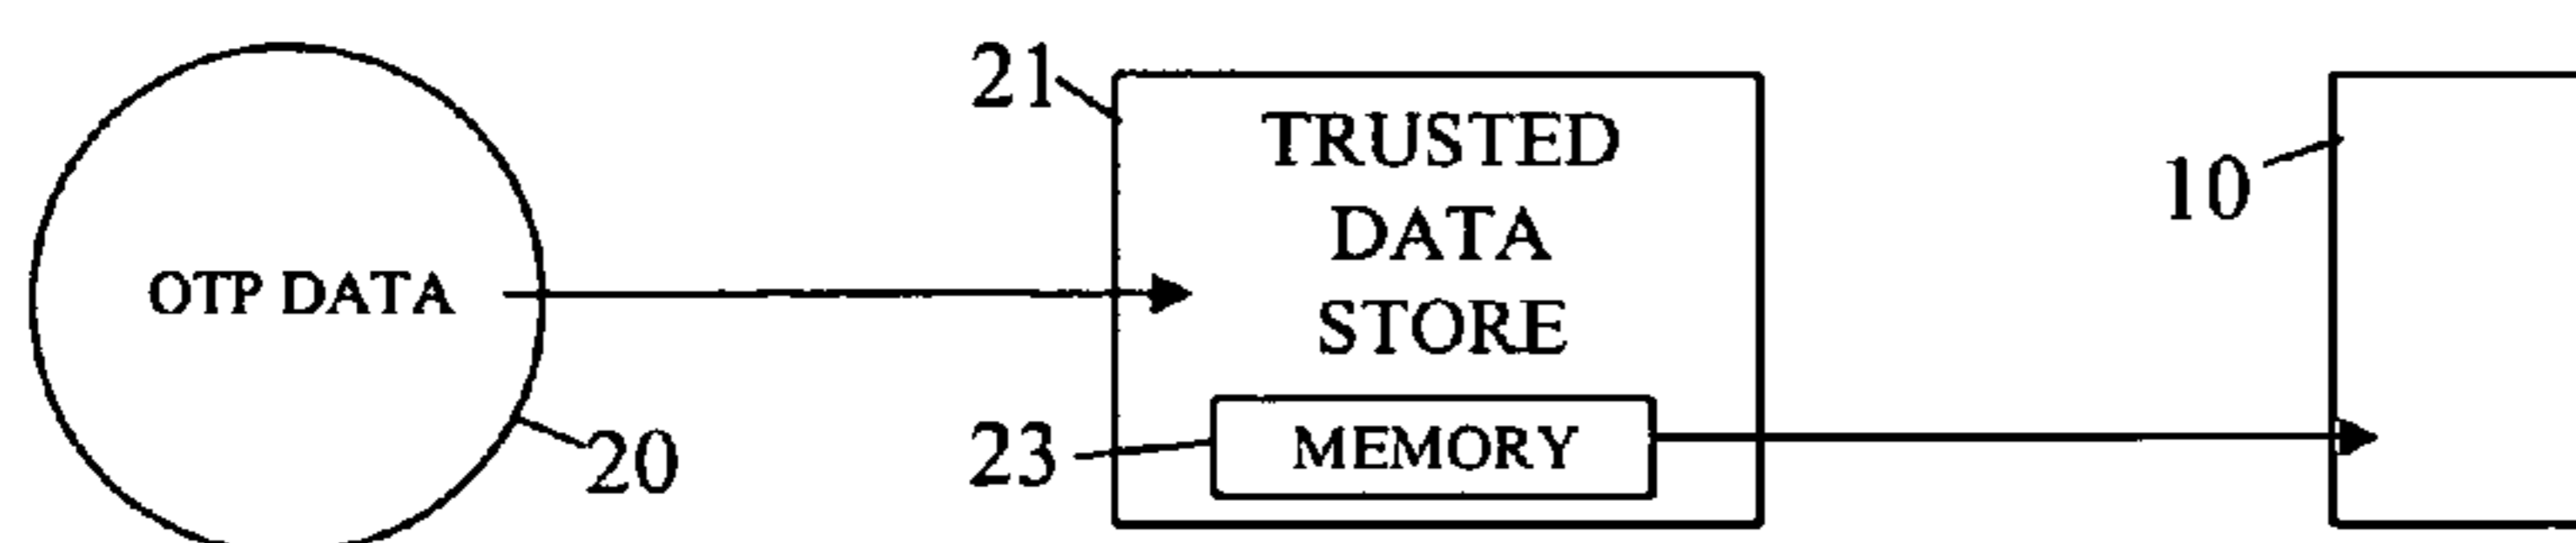 OTP DATA
20
21
TRUSTED
DATA
STORE
23
MEMORY
10